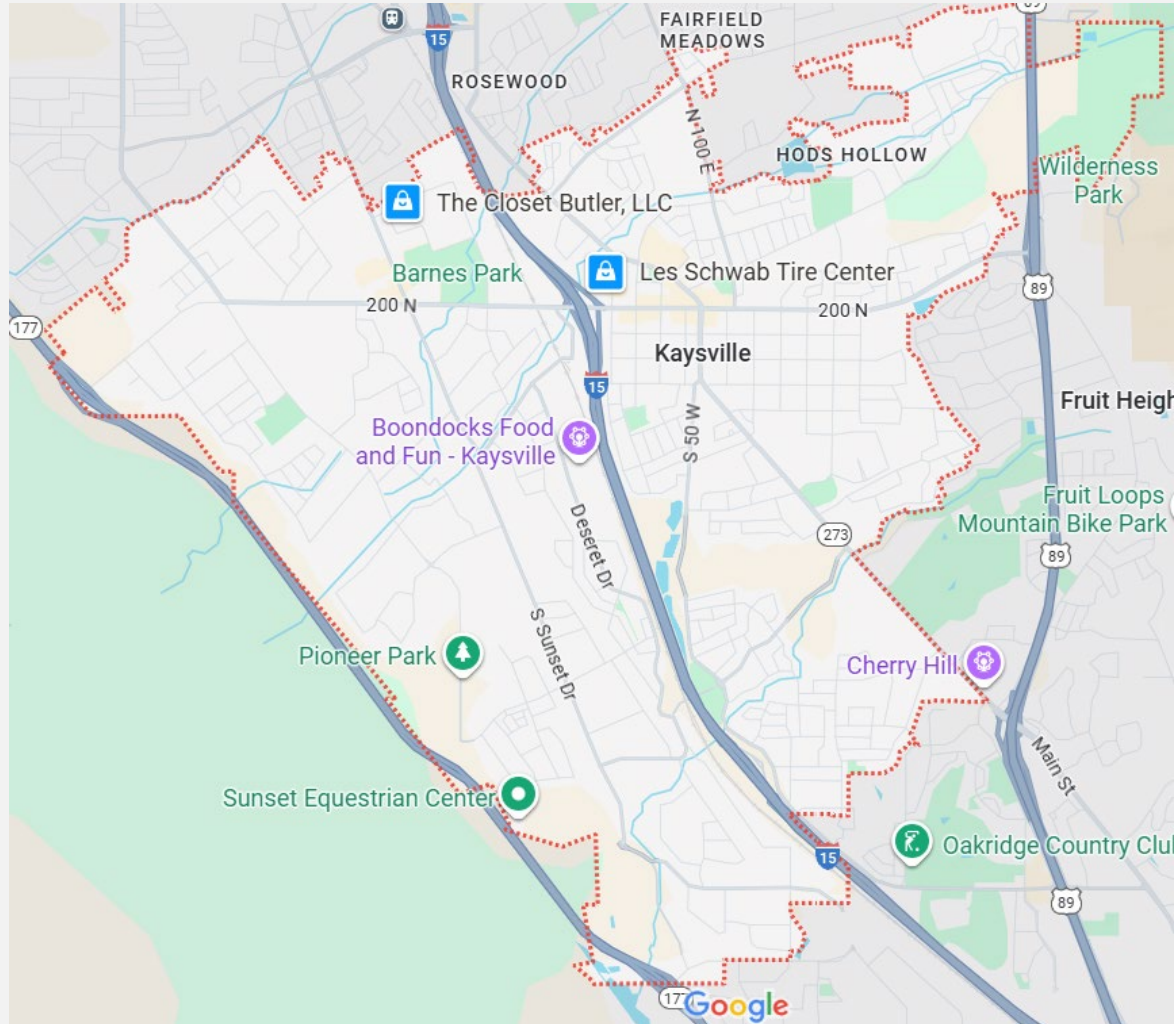 89
FAIRFIELD
MEADOWS
15
ROSEWOOD
N 100 E
HODS HOLLOW
Wilderness
Park
The Closet Butler, LLC
Barnes Park
Les Schwab Tire Center
89
200 N
200 N
177
Kaysville
15
Fruit Heigh
Boondocks Food
and Fun - Kaysville
S 50 W
Fruit Loops
Mountain Bike Park
273
Deseret Dr
89
Pioneer Park
S Sunset Dr
Cherry Hill
Main St
Sunset Equestrian Center
Oakridge Country Clu
15
89
177
Google